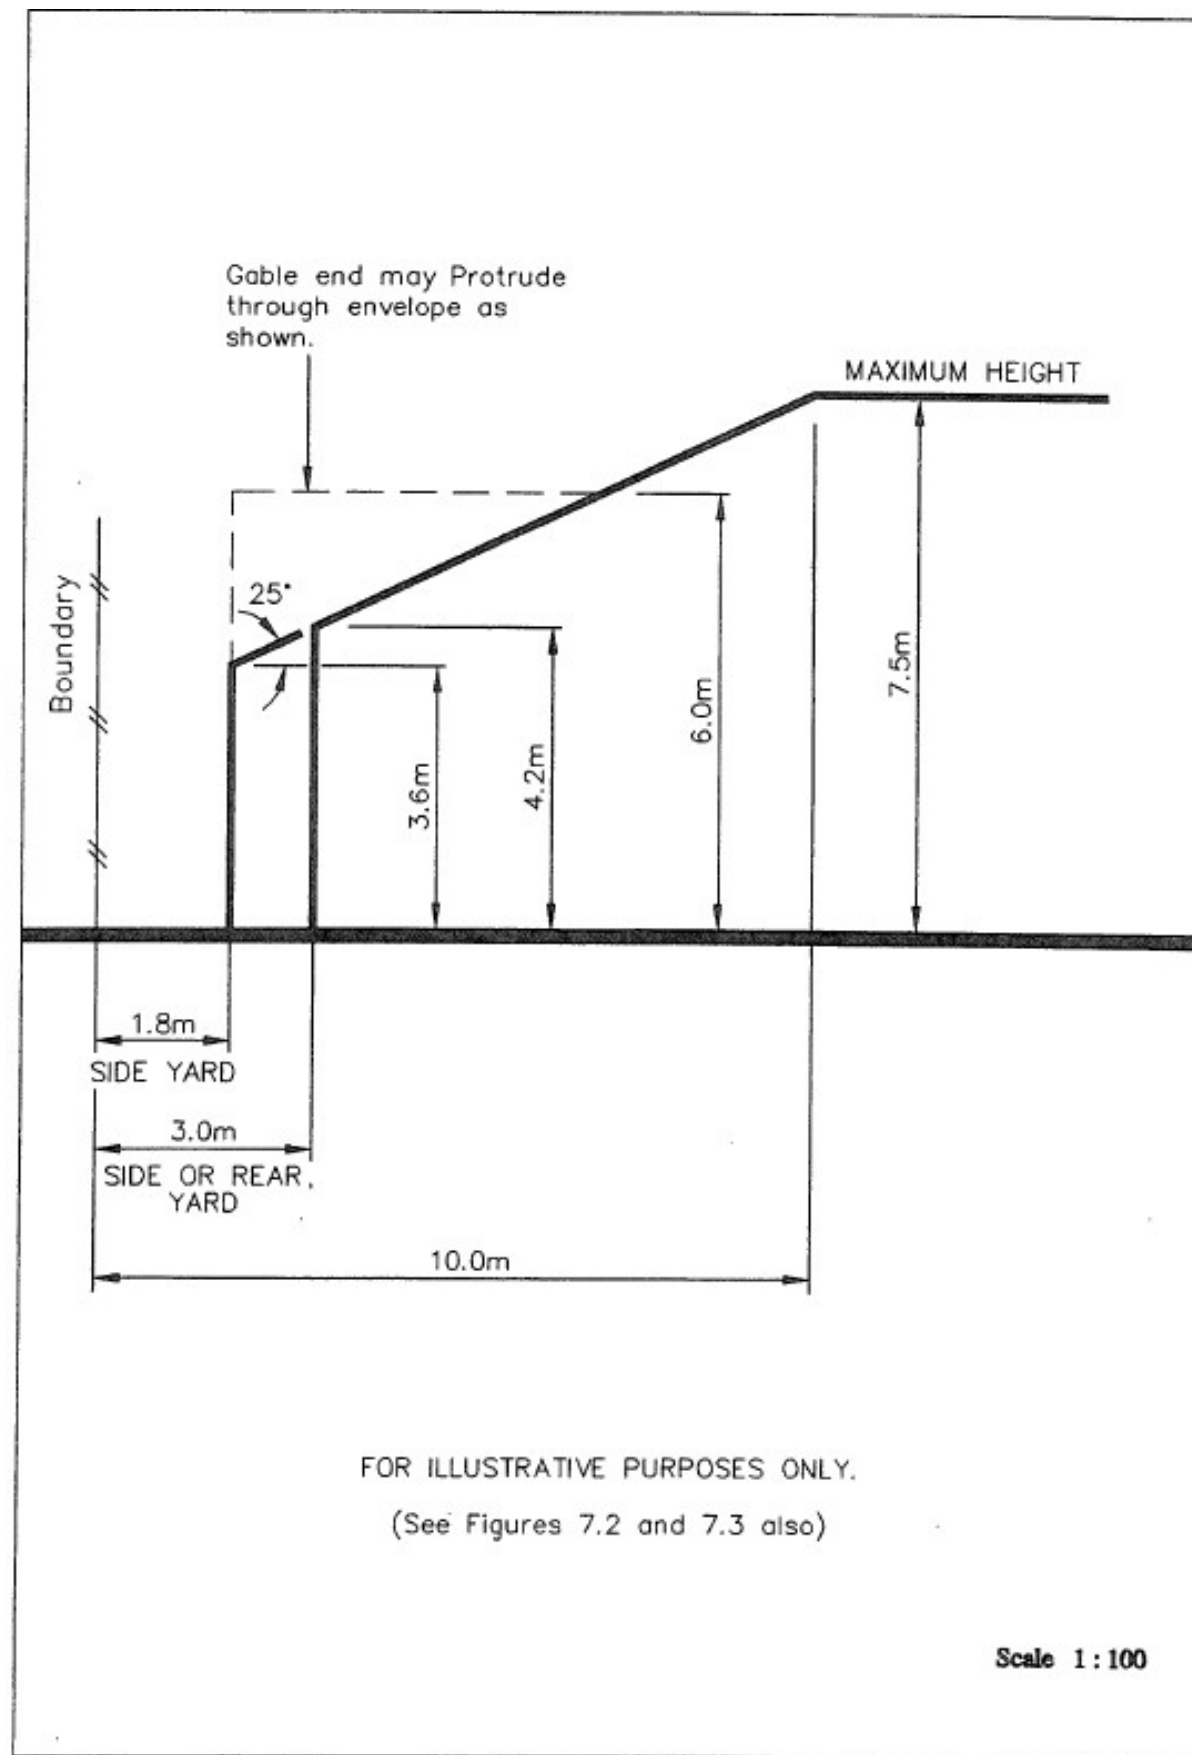 Gable end may Protrude
through envelope as
shown.
MAXIMUM HEIGHT
Boundary
25°
3.6m
4.2m
6.0m
7.5m
1.8m
SIDE YARD
3.0m
SIDE OR REAR
YARD
10.0m
FOR ILLUSTRATIVE PURPOSES ONLY.
(See Figures 7.2 and 7.3 also)
Scale 1:100